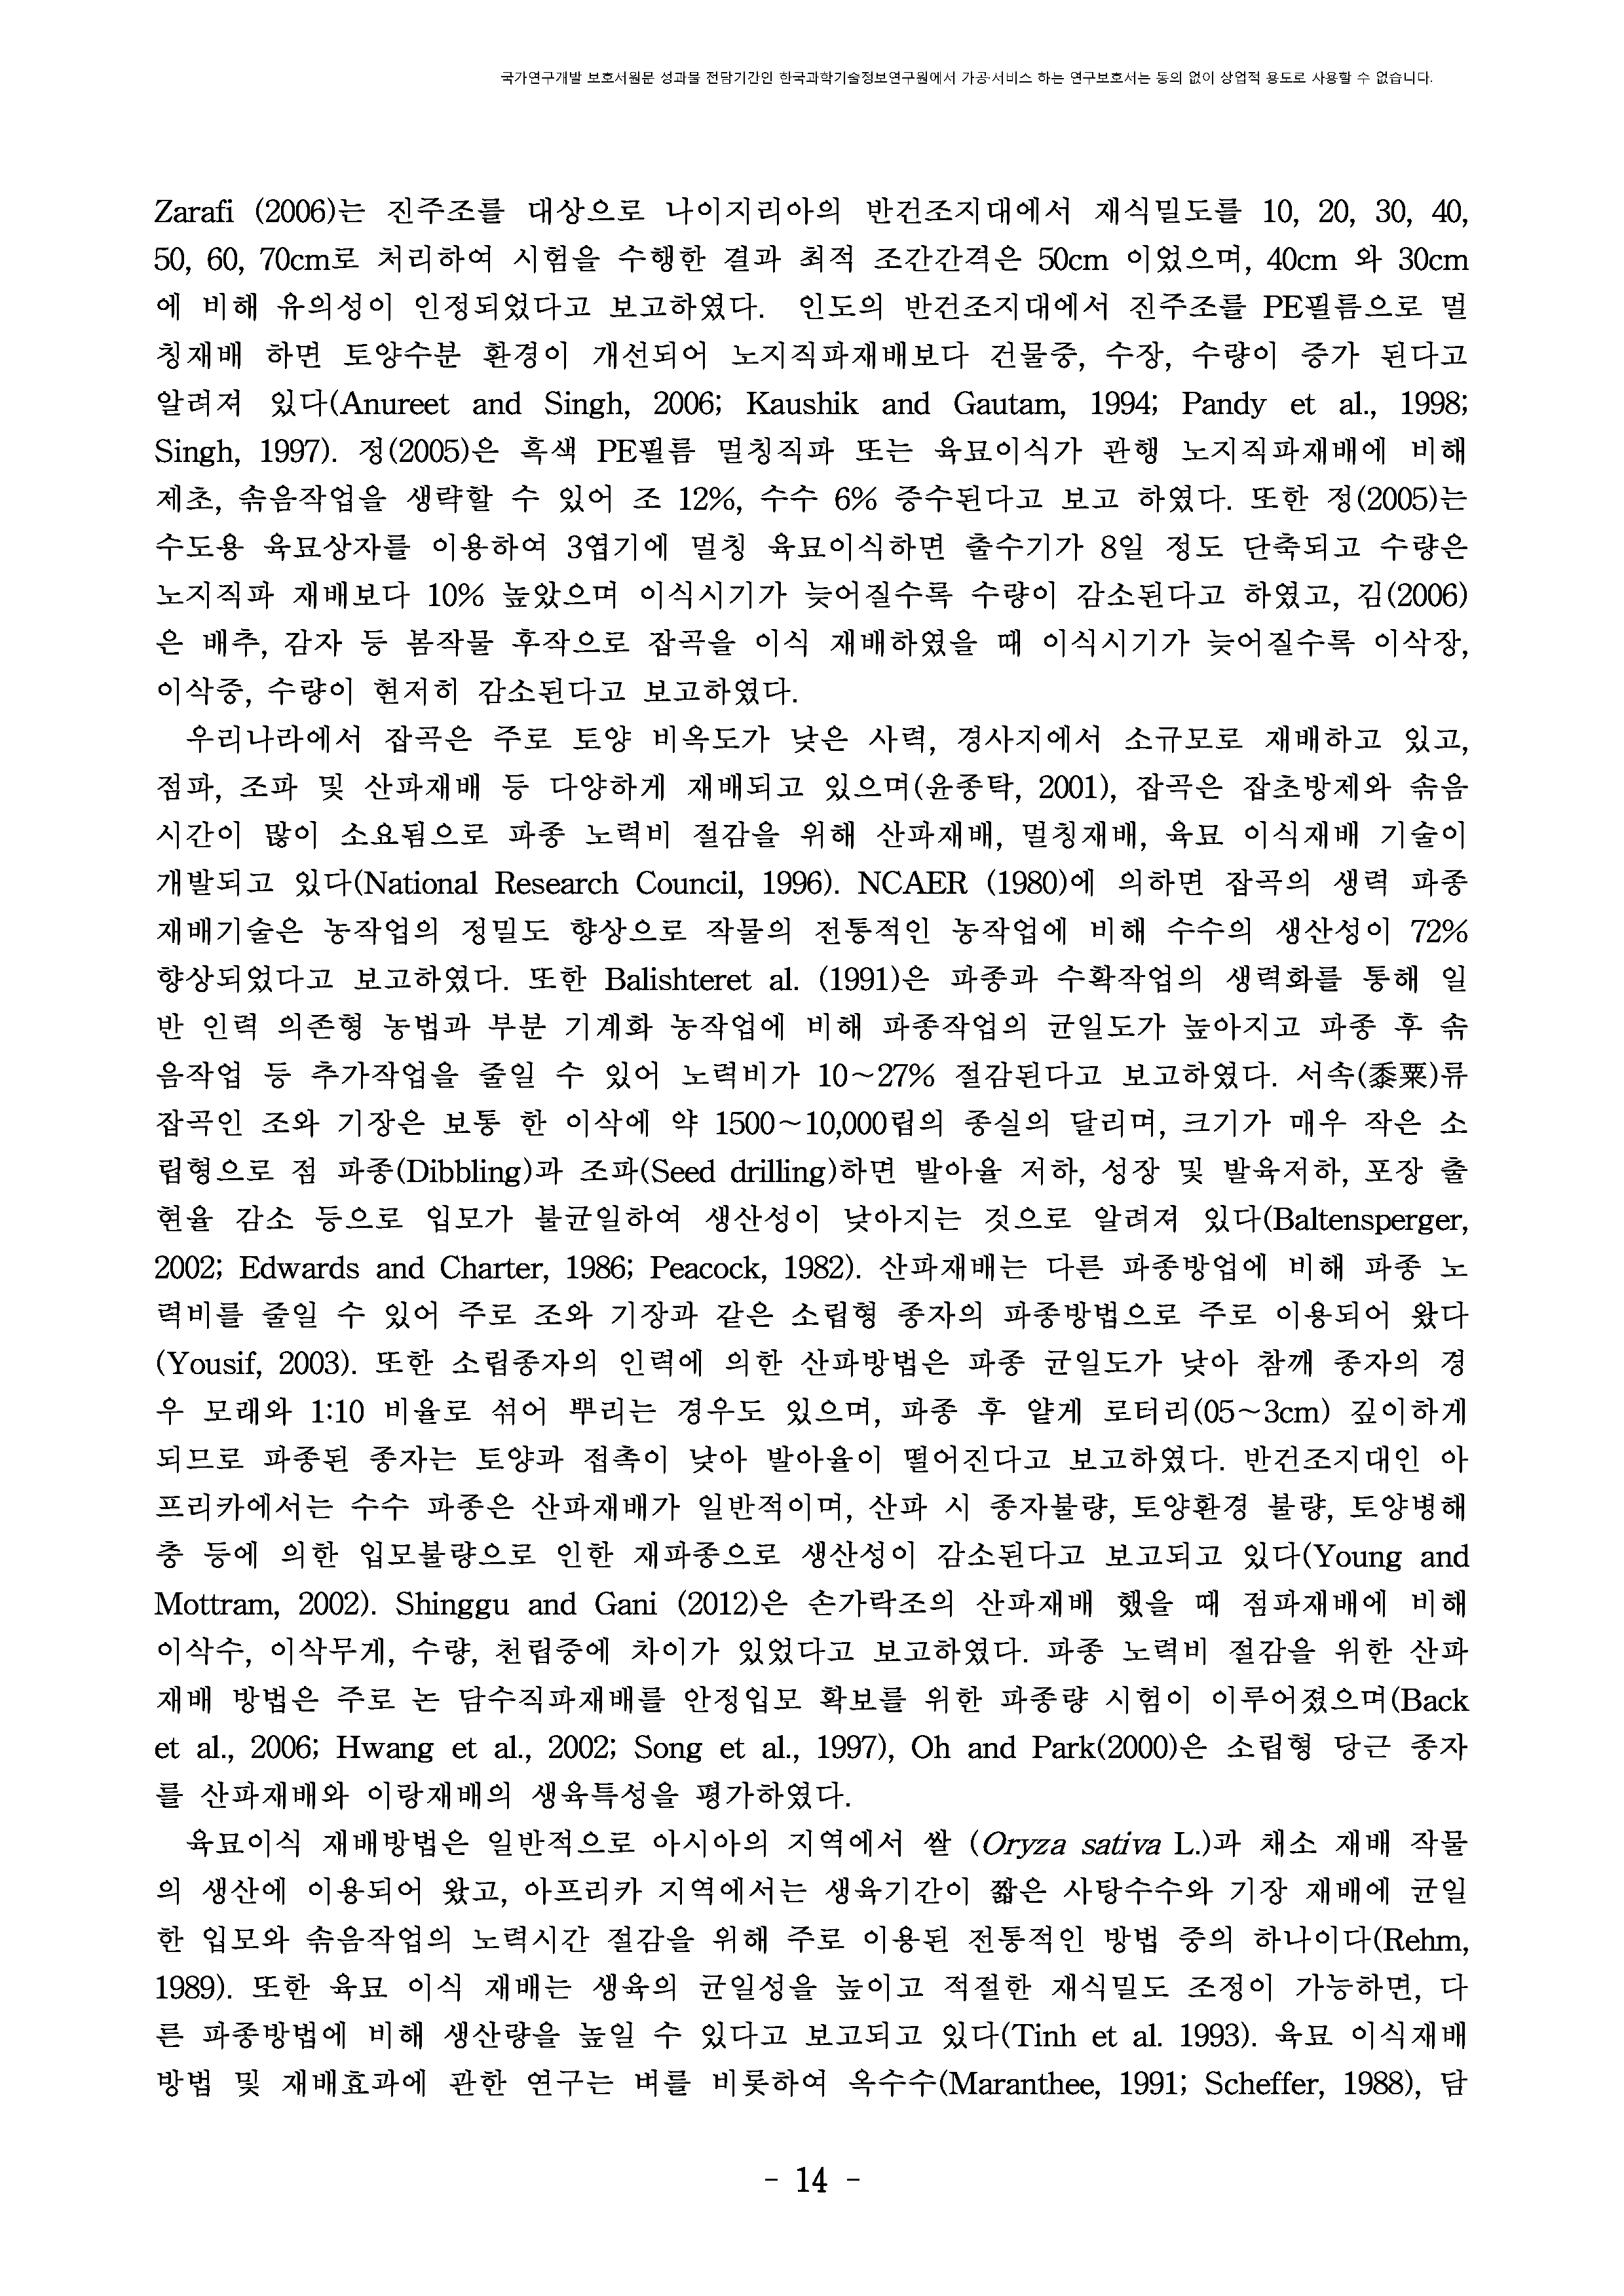 국가연구개발 보호서원문 성과물 전담기간인 한국과학기술정보연구원에서 가공·서비스 하는 연구보호서는 동의 없이 상업적 용도로 사용할 수 없습니다.
Zarafi (2006)는 진주조를 대상으로 나이지리아의 반건조지대에서 재식밀도를 10, 20, 30, 40,
50, 60, 70cm로 처리하여 시험을 수행한 결과 최적 조간간격은 50cm 이었으며, 40cm 와 30cm
에 비해 유의성이 인정되었다고 보고하였다. 인도의 반건조지대에서 진주조를 PE필름으로 멀
칭재배 하면 토양수분 환경이 개선되어 노지직파재배보다 건물중, 수장, 수량이 증가 된다고
알려져 있다(Anureet and Singh, 2006; Kaushik and Gautam, 1994; Pandy et al., 1998;
Singh, 1997). 정(2005)은 흑색 PE필름 멀칭직파 또는 육묘이식가 관행 노지직파재배에 비해
제초, 솎음작업을 생략할 수 있어 조 12%, 수수 6% 증수된다고 보고 하였다. 또한 정(2005)는
수도용 육묘상자를 이용하여 3엽기에 멀칭 육묘이식하면 출수기가 8일 정도 단축되고 수량은
노지직파 재배보다 10% 높았으며 이식시기가 늦어질수록 수량이 감소된다고 하였고, 김(2006)
은 배추, 감자 등 봄작물 후작으로 잡곡을 이식 재배하였을 때 이식시기가 늦어질수록 이삭장,
이삭중, 수량이 현저히 감소된다고 보고하였다.
우리나라에서 잡곡은 주로 토양 비옥도가 낮은 사력, 경사지에서 소규모로 재배하고 있고,
점파, 조파 및 산파재배 등 다양하게 재배되고 있으며(윤종탁, 2001), 잡곡은 잡초방제와 솎음
시간이 많이 소요됨으로 파종 노력비 절감을 위해 산파재배, 멀칭재배, 육묘 이식재배 기술이
개발되고 있다(National Research Council, 1996). NCAER (1980)에 의하면 잡곡의 생력 파종
재배기술은 농작업의 정밀도 향상으로 작물의 전통적인 농작업에 비해 수수의 생산성이 72%
향상되었다고 보고하였다. 또한 Balishteret al. (1991)은 파종과 수확작업의 생력화를 통해 일
반 인력 의존형 농법과 부분 기계화 농작업에 비해 파종작업의 균일도가 높아지고 파종 후 솎
음작업 등 추가작업을 줄일 수 있어 노력비가 10~27% 절감된다고 보고하였다. 서속(黍粟)류
잡곡인 조와 기장은 보통 한 이삭에 약 1500~10,000립의 종실의 달리며, 크기가 매우 작은 소
립형으로 점 파종(Dibbling)과 조파(Seed drilling)하면 발아율 저하, 성장 및 발육저하, 포장 출
현율 감소 등으로 입모가 불균일하여 생산성이 낮아지는 것으로 알려져 있다(Baltensperger,
2002; Edwards and Charter, 1986; Peacock, 1982). 산파재배는 다른 파종방업에 비해 파종 노
력비를 줄일 수 있어 주로 조와 기장과 같은 소립형 종자의 파종방법으로 주로 이용되어 왔다
(Yousif, 2003). 또한 소립종자의 인력에 의한 산파방법은 파종 균일도가 낮아 참깨 종자의 경
우 모래와 1:10 비율로 섞어 뿌리는 경우도 있으며, 파종 후 얕게 로터리(05~3cm) 깊이하게
되므로 파종된 종자는 토양과 접촉이 낮아 발아율이 떨어진다고 보고하였다. 반건조지대인 아
프리카에서는 수수 파종은 산파재배가 일반적이며, 산파 시 종자불량, 토양환경 불량, 토양병해
충 등에 의한 입모불량으로 인한 재파종으로 생산성이 감소된다고 보고되고 있다(Young and
Mottram, 2002). Shinggu and Gani (2012)은 손가락조의 산파재배 했을 때 점파재배에 비해
이삭수, 이삭무게, 수량, 천립중에 차이가 있었다고 보고하였다. 파종 노력비 절감을 위한 산파
재배 방법은 주로 논 담수직파재배를 안정입모 확보를 위한 파종량 시험이 이루어졌으며(Back
et al., 2006; Hwang et al., 2002; Song et al., 1997), Oh and Park(2000)은 소립형 당근 종자
를 산파재배와 이랑재배의 생육특성을 평가하였다.
육묘이식 재배방법은 일반적으로 아시아의 지역에서 쌀 (Oryza sativa L.)과 채소 재배 작물
의 생산에 이용되어 왔고, 아프리카 지역에서는 생육기간이 짧은 사탕수수와 기장 재배에 균일
한 입모와 솎음작업의 노력시간 절감을 위해 주로 이용된 전통적인 방법 중의 하나이다(Rehm,
1989). 또한 육묘 이식 재배는 생육의 균일성을 높이고 적절한 재식밀도 조정이 가능하면, 다
른 파종방법에 비해 생산량을 높일 수 있다고 보고되고 있다(Tinh et al. 1993). 육묘 이식재배
방법 및 재배효과에 관한 연구는 벼를 비롯하여 옥수수(Maranthee, 1991; Scheffer, 1988), 담
- 14 -